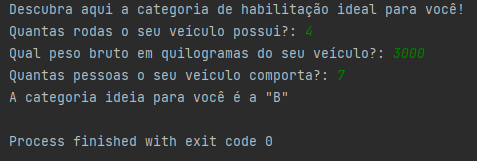 Descubra aqui a categoria de habilitação ideal para você!
Quantas rodas o seu veículo possui?: 4
Qual peso bruto em quilogramas do seu veículo?: 3000
Quantas pessoas o seu veículo comporta?: 7
A categoria ideia para você é a "B"
Process finished with exit code 0